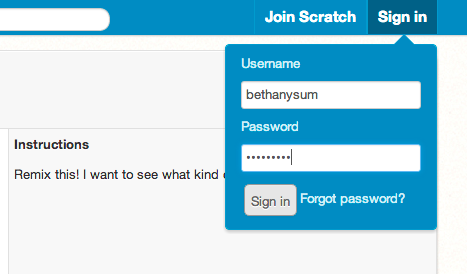 Join Scratch Sign in
Username
bethanysum
Password
•••••••••
Instructions
Remix this! I want to see what kind
Sign in Forgot password?